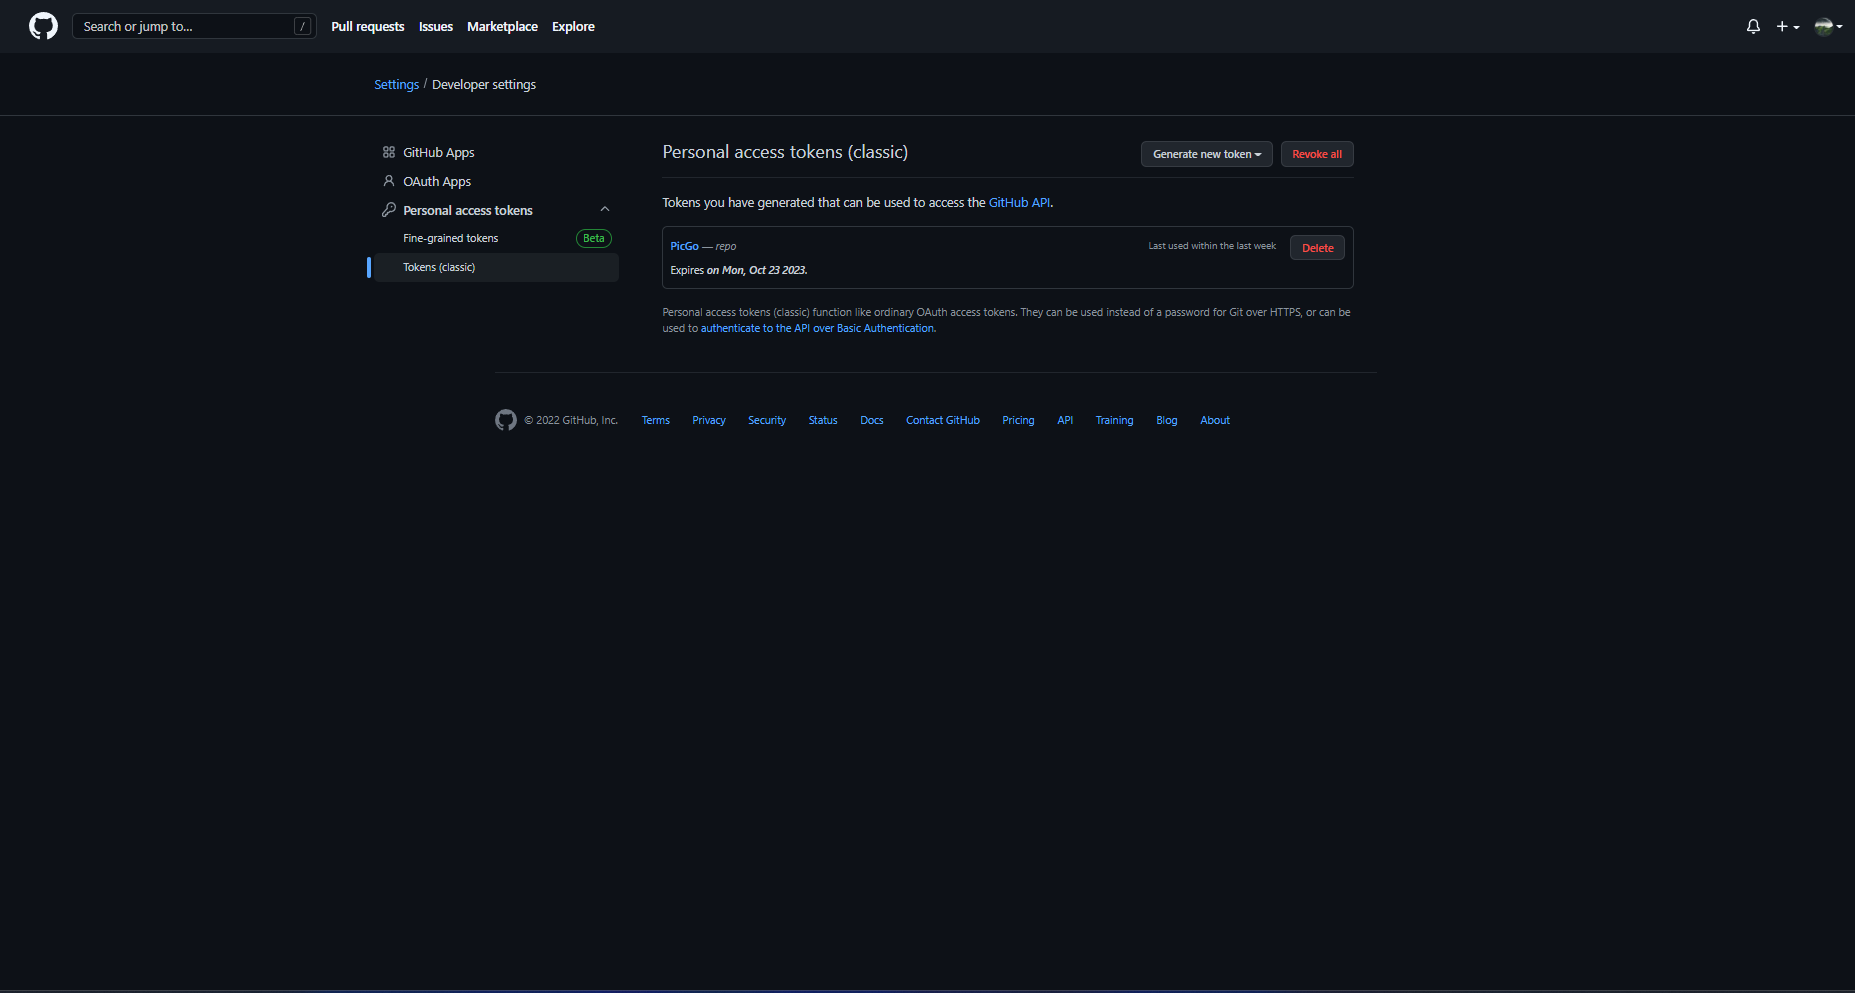 Search or jump to... / Pull requests Issues Marketplace Explore
Settings / Developer settings
GitHub Apps
OAuth Apps
Personal access tokens
Fine-grained tokens Beta
Tokens (classic)
Personal access tokens (classic) Generate new token Revoke all
Tokens you have generated that can be used to access the GitHub API.
PicGo — repo Last used within the last week Delete
Expires on Mon, Oct 23 2023.
Personal access tokens (classic) function like ordinary OAuth access tokens. They can be used instead of a password for Git over HTTPS, or can be
used to authenticate to the API over Basic Authentication.
© 2022 GitHub, Inc. Terms Privacy Security Status Docs Contact GitHub Pricing API Training Blog About